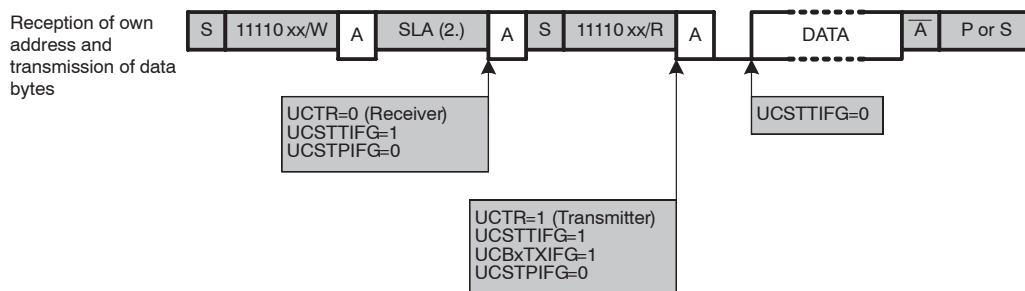 Reception of own
address and
transmission of data
bytes
S 11110 xx/W A SLA (2.) A S 11110 xx/R A DATA A P or S
UCTR=0 (Receiver)
UCSTTIFG=1
UCSTPIFG=0
UCSTTIFG=0
UCTR=1 (Transmitter)
UCSTTIFG=1
UCBxTXIFG=1
UCSTPIFG=0